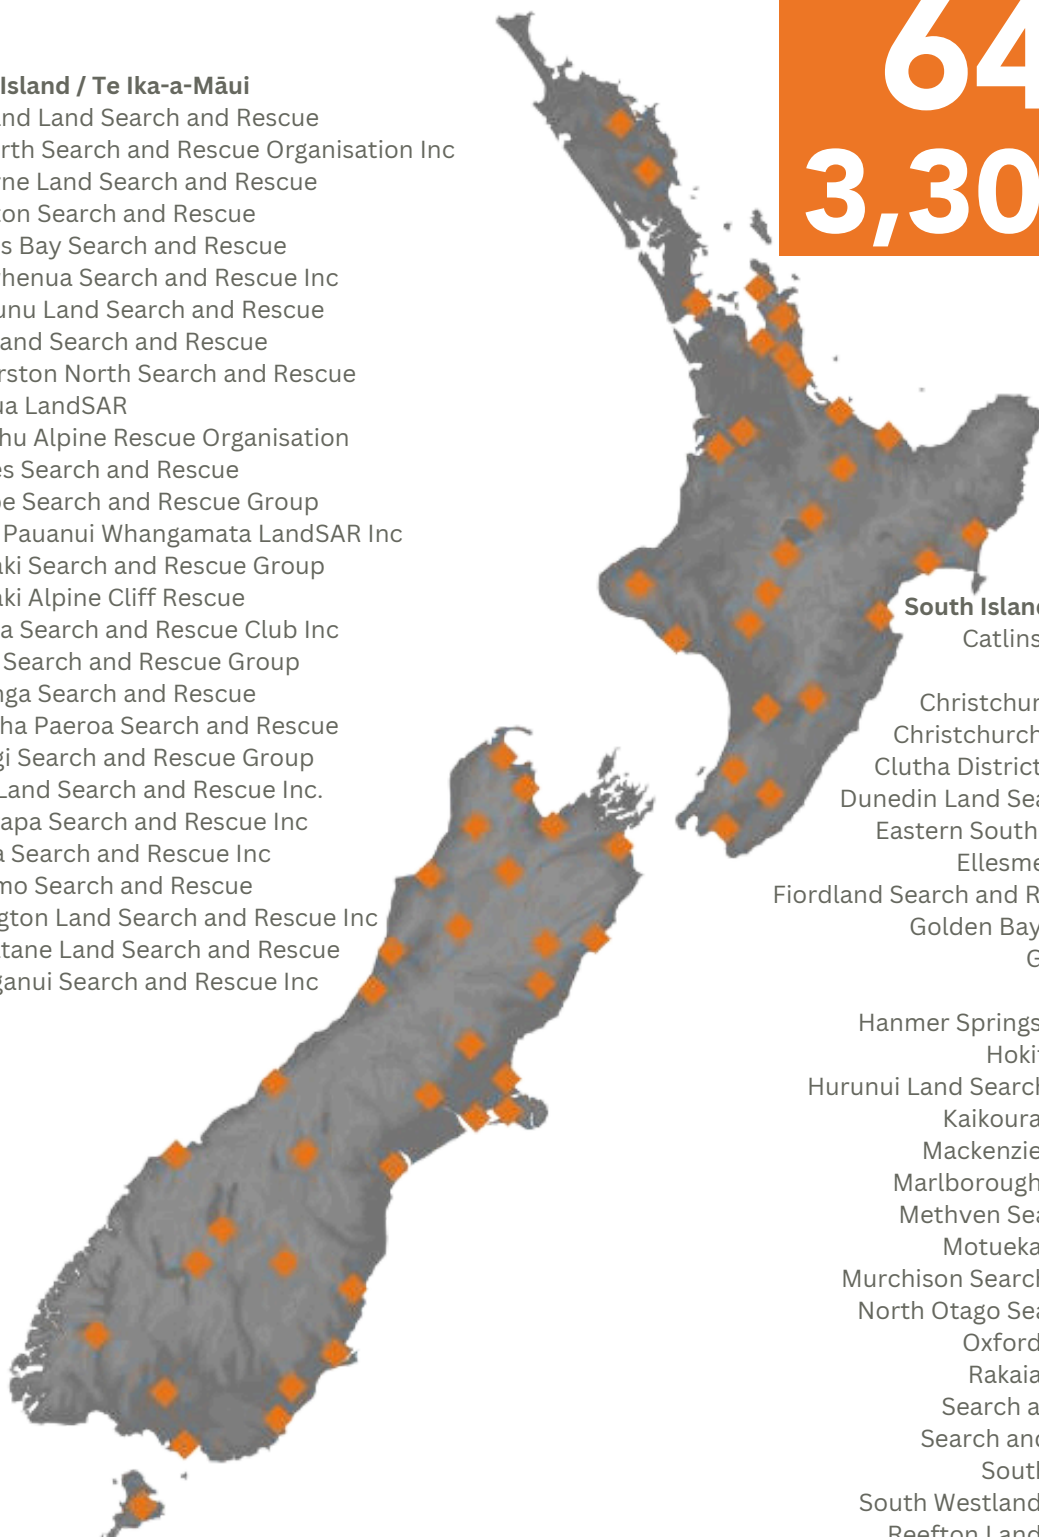 64
3,30
Island / Te Ika-a-Māui
nd Land Search and Rescue
rth Search and Rescue Organisation Inc
ne Land Search and Rescue
on Search and Rescue
s Bay Search and Rescue
henua Search and Rescue Inc
unu Land Search and Rescue
and Search and Rescue
rston North Search and Rescue
ua LandSAR
hu Alpine Rescue Organisation
es Search and Rescue
oe Search and Rescue Group
Pauanui Whangamata LandSAR Inc
aki Search and Rescue Group
aki Alpine Cliff Rescue
a Search and Rescue Club Inc
Search and Rescue Group
nga Search and Rescue
ha Paeroa Search and Rescue
gi Search and Rescue Group
Land Search and Rescue Inc.
rapa Search and Rescue Inc
a Search and Rescue Inc
mo Search and Rescue
gton Land Search and Rescue Inc
tane Land Search and Rescue
ganui Search and Rescue Inc
South Island
Catlins
Christchur
Christchurch
Clutha District
Dunedin Land Sea
Eastern South
Ellesme
Fiordland Search and R
Golden Bay
G
Hanmer Springs
Hokit
Hurunui Land Search
Kaikoura
Mackenzie
Marlborough
Methven Sea
Motueka
Murchison Search
North Otago Sea
Oxford
Rakaia
Search a
Search and
South
South Westland
Reefton Land